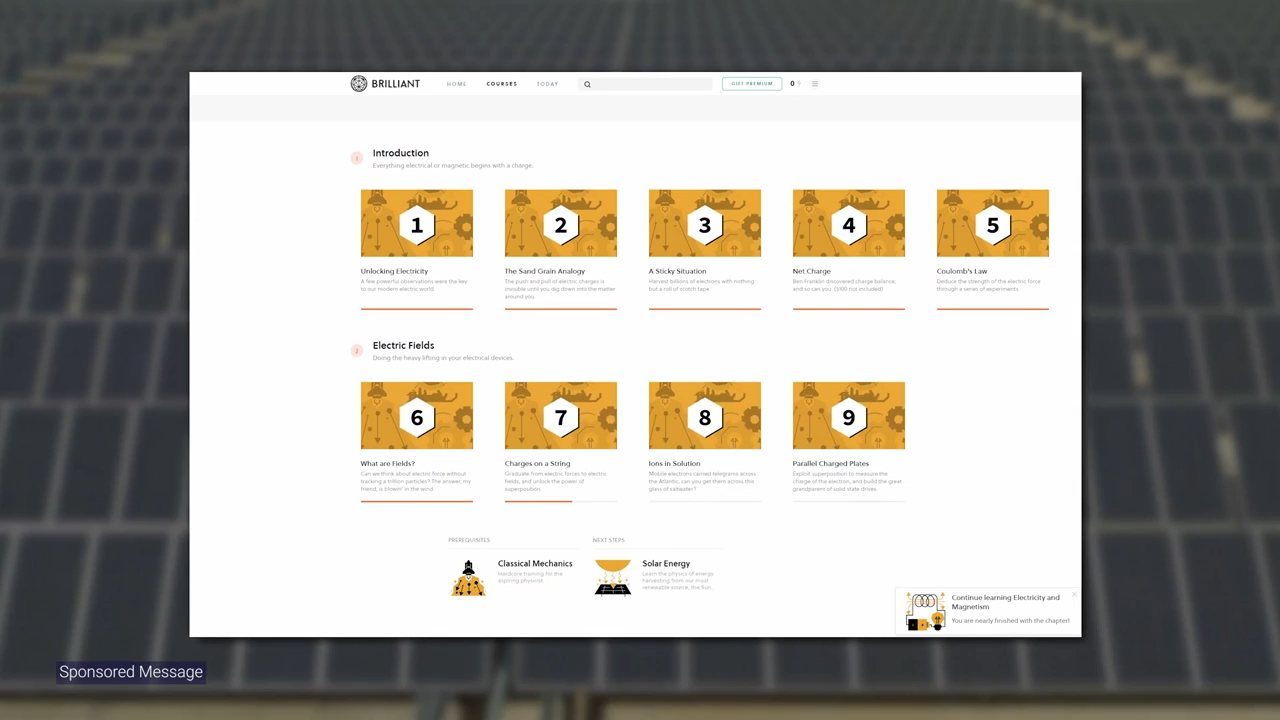 BRILLIANT HOME COURSES TODAY GIFT PREMIUM 0
1 Introduction
Everything electrical or magnetic begins with a charge.
1 2 3 4 5
Unlocking Electricity
A few powerful observations were the key
to our modern electric world.
The Sand Grain Analogy
The push and pull of electric charges is
invisible until you dig down into the matter
around you.
A Sticky Situation
Harvest billions of electrons with nothing
but a roll of scotch tape.
Net Charge
Ben Franklin discovered charge balance,
and so can you. ($100 not included)
Coulomb's Law
Deduce the strength of the electric force
through a series of experiments.
2 Electric Fields
Doing the heavy lifting in your electrical devices.
6 7 8 9
What are Fields?
Can we think about electric force without
tracking a trillion particles? The answer, my
friend, is blowin' in the wind.
Charges on a String
Graduate from electric forces to electric
fields, and unlock the power of
superposition.
Ions in Solution
Mobile electrons carried telegrams across
the Atlantic, can you get them across this
glass of saltwater?
Parallel Charged Plates
Exploit superposition to measure the
charge of the electron, and build the great
grandparent of solid state drives.
PREREQUISITES
Classical Mechanics
Hardcore training for the
aspiring physicist.
NEXT STEPS
Solar Energy
Learn the physics of energy
harvesting from our most
renewable source, the Sun.
Continue learning Electricity and
Magnetism
You are nearly finished with the chapter!
Sponsored Message